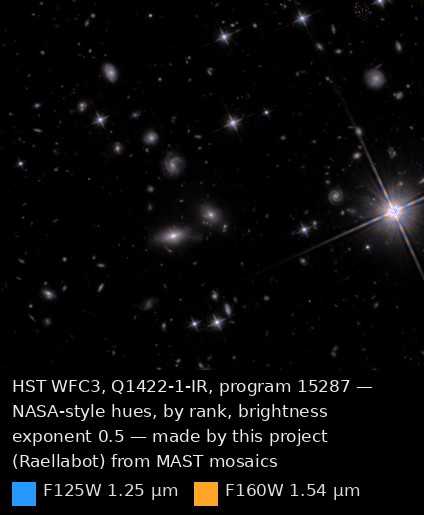 HST WFC3, Q1422-1-IR, program 15287 —
NASA-style hues, by rank, brightness
exponent 0.5 — made by this project
(Raellabot) from MAST mosaics
F125W 1.25 μm F160W 1.54 μm